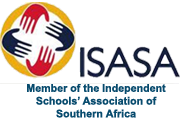 ISASA
Member of the Independent
Schools' Association of
Southern Africa